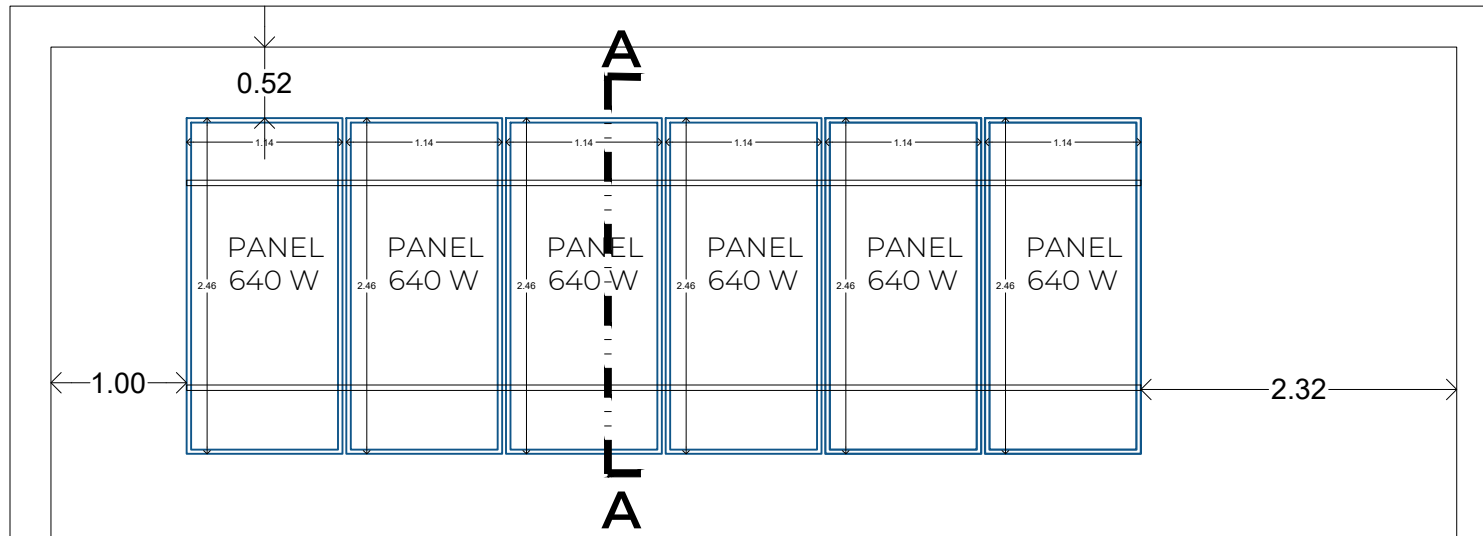 A
0.52
1.14 1.14 1.14 1.14 1.14 1.14
PANEL PANEL PANEL PANEL PANEL PANEL
2.46 640 W 2.46 640 W 2.46 640 W 2.46 640 W 2.46 640 W 2.46 640 W
1.00 2.32
A